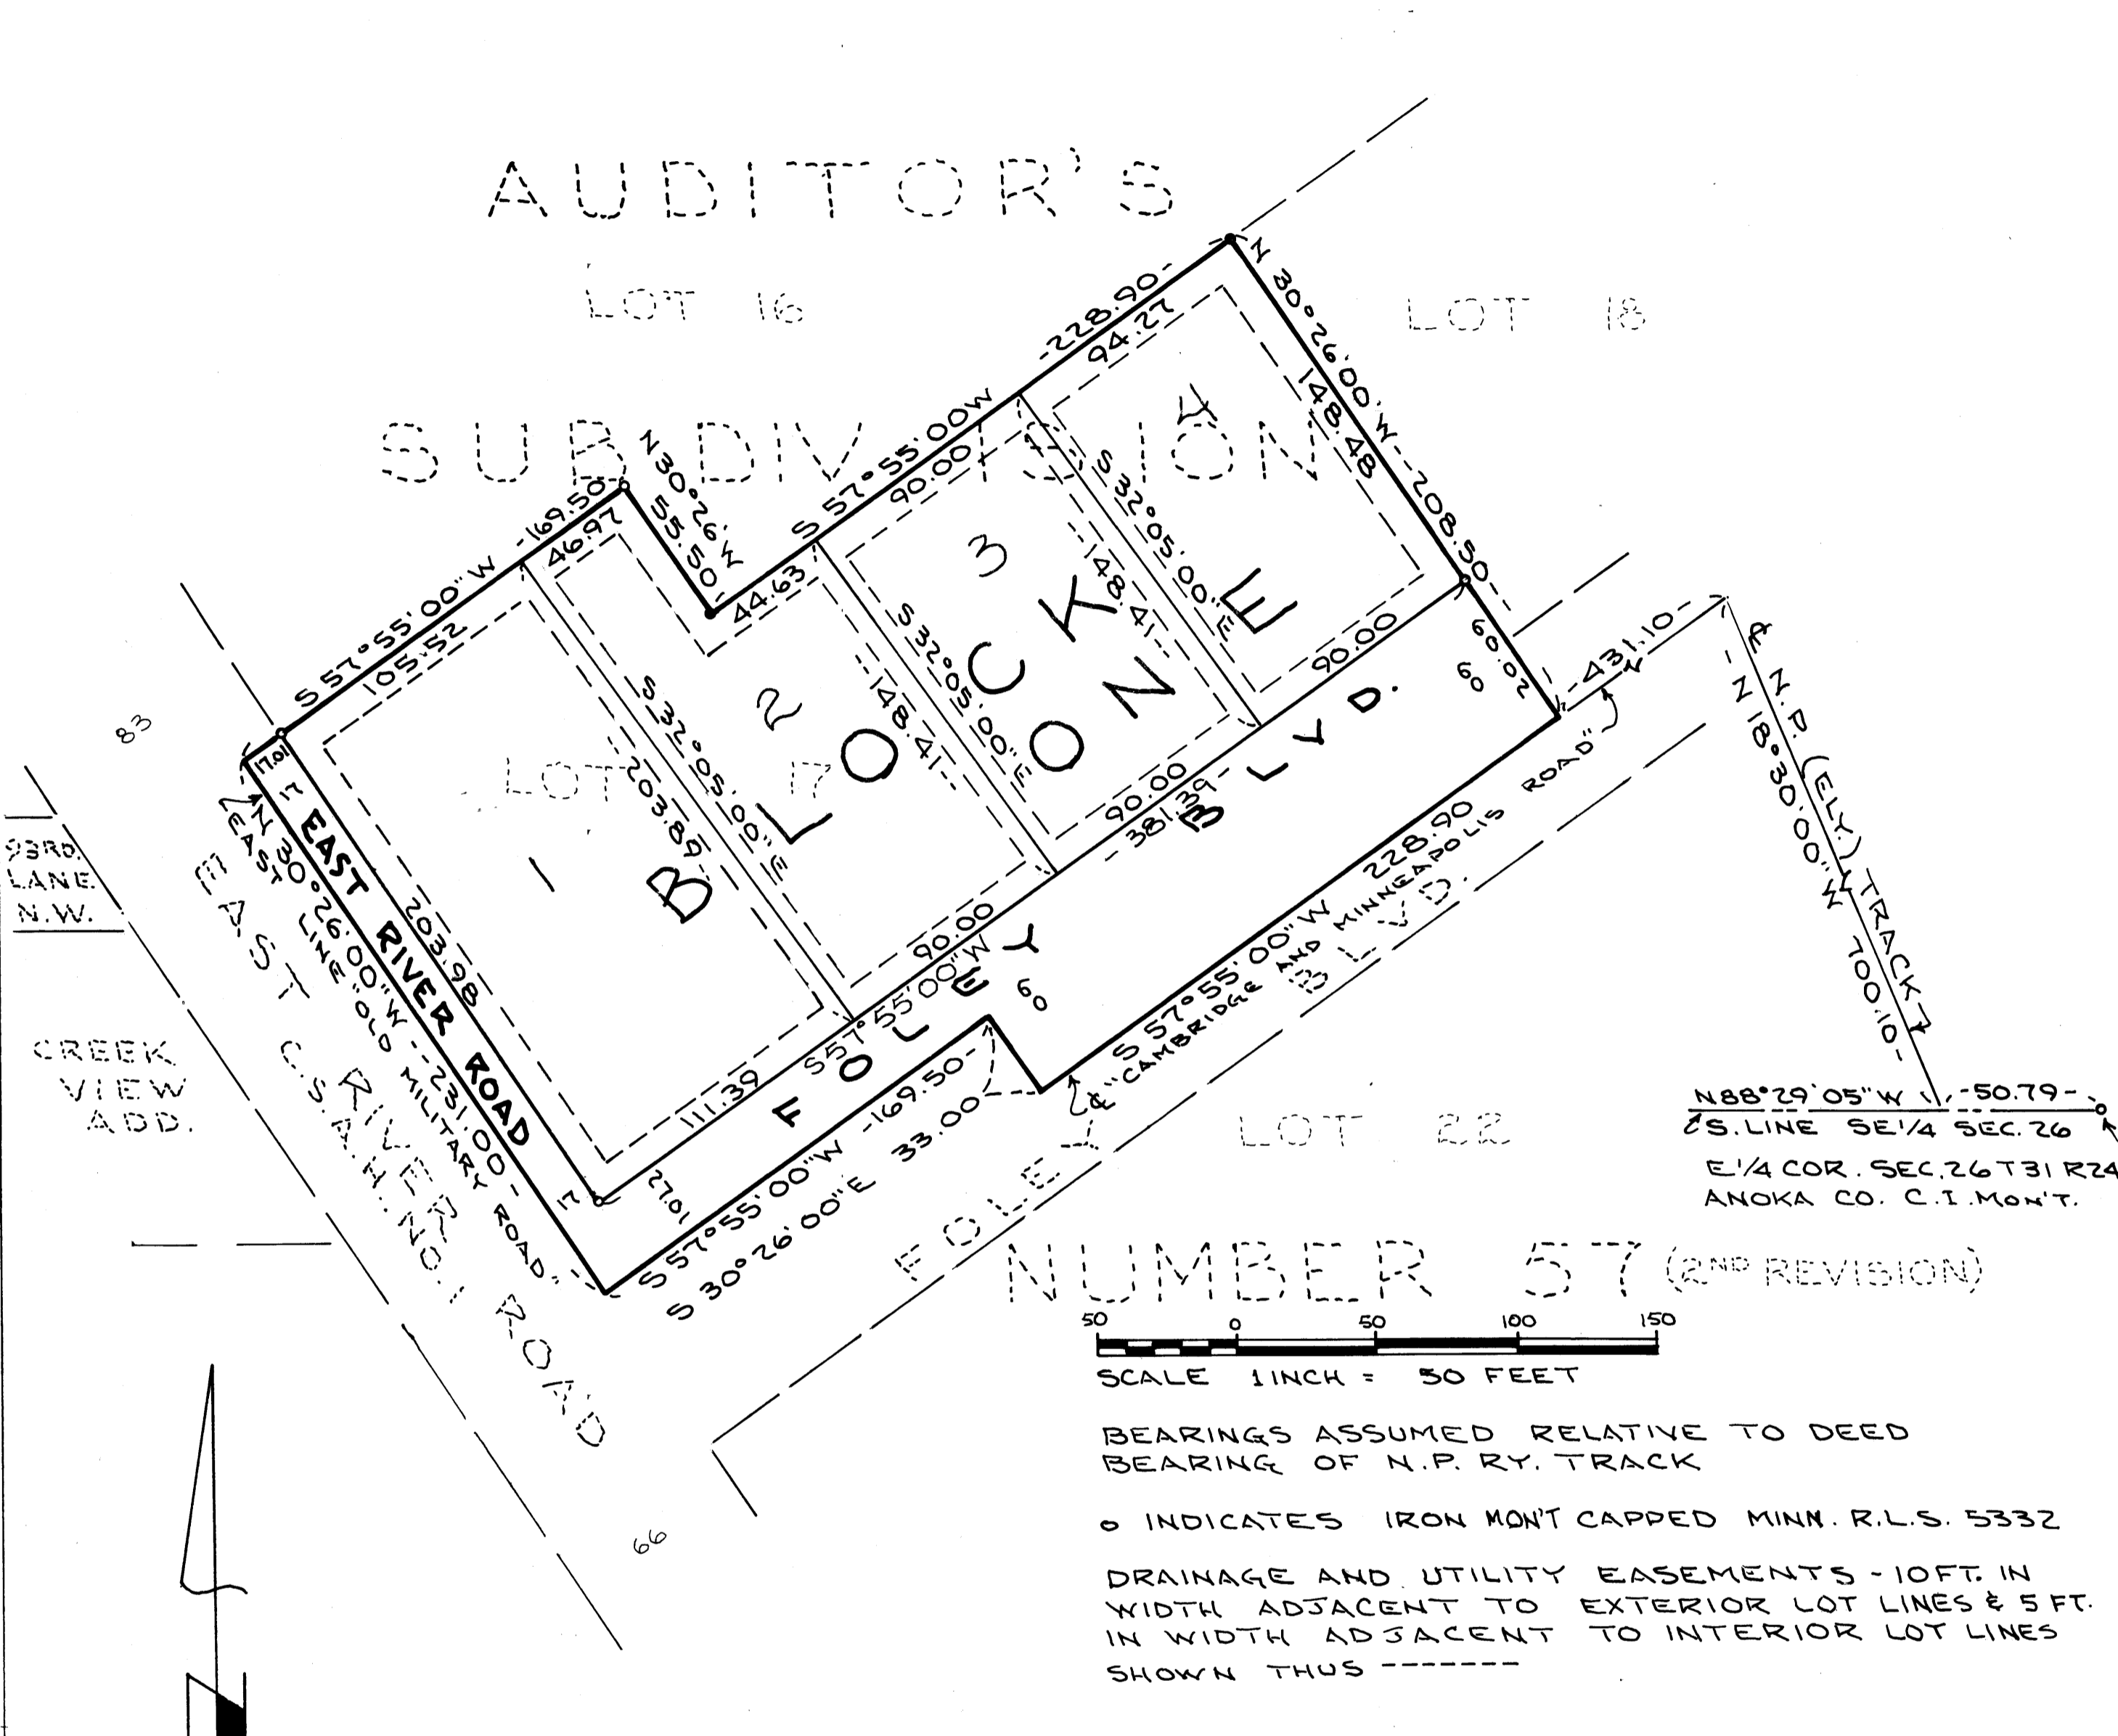 AUDITOR'S
LOT 16
LOT 18
SUBDIVISION
N 30°26'W
55.50
-228.90-
94.27
N 30°26'00"W -208.50-
148.48
4
S 57°55'00"W
90.00
S 32°05'00"E
-148.41-
3
-169.50-
46.97
44.63
S 57°55'00"W
105.52
S 32°05'00"E
--148.41--
2
S 32°05'00"E
203.89
LOT 17
1
BLOCK ONE
90.00
60.02
60
-431.10-
90.00
-381.39-
90.00
S 57°55'00"W
111.39
83
17.01
17
EAST RIVER ROAD
203.98
N 30°26'00"W --231.00--
EAST LINE "OLD MILITARY ROAD"
17
27.01
FOLEY BLVD.
60
S 57°55'00"W -169.50-
S 30°26'00"E 33.00
S 57°55'00"W 228.90
℄ "CAMBRIDGE AND MINNEAPOLIS ROAD"
FOLEY BLVD.
LOT 22
℄ N.P. (ELY.) TRACK
-N 18°30'00"W 700.10-
N88°29'05"W -50.79-
S. LINE SE 1/4 SEC. 26
E 1/4 COR. SEC. 26 T31 R24
ANOKA CO. C.I. MON'T.
93RD.
LANE
N.W.
CREEK
VIEW
ADD.
EAST RIVER ROAD
C.S.A.H. NO. 1
66
NUMBER 57 (2ND REVISION)
50 0 50 100 150
SCALE 1 INCH = 50 FEET
BEARINGS ASSUMED RELATIVE TO DEED
BEARING OF N.P. RY. TRACK
o INDICATES IRON MON'T CAPPED MINN. R.L.S. 5332
DRAINAGE AND UTILITY EASEMENTS - 10 FT. IN
WIDTH ADJACENT TO EXTERIOR LOT LINES & 5 FT.
IN WIDTH ADJACENT TO INTERIOR LOT LINES
SHOWN THUS -------